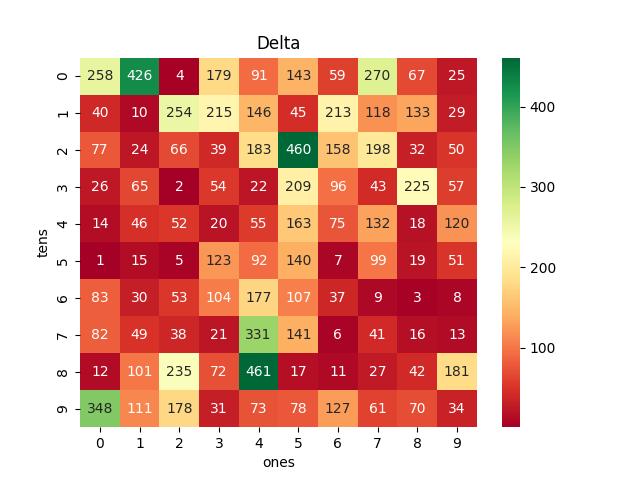 Delta
0 258 426 4 179 91 143 59 270 67 25
1 40 10 254 215 146 45 213 118 133 29
2 77 24 66 39 183 460 158 198 32 50
3 26 65 2 54 22 209 96 43 225 57
4 14 46 52 20 55 163 75 132 18 120
5 1 15 5 123 92 140 7 99 19 51
6 83 30 53 104 177 107 37 9 3 8
7 82 49 38 21 331 141 6 41 16 13
8 12 101 235 72 461 17 11 27 42 181
9 348 111 178 31 73 78 127 61 70 34
0 1 2 3 4 5 6 7 8 9
tens
ones
400
300
200
100